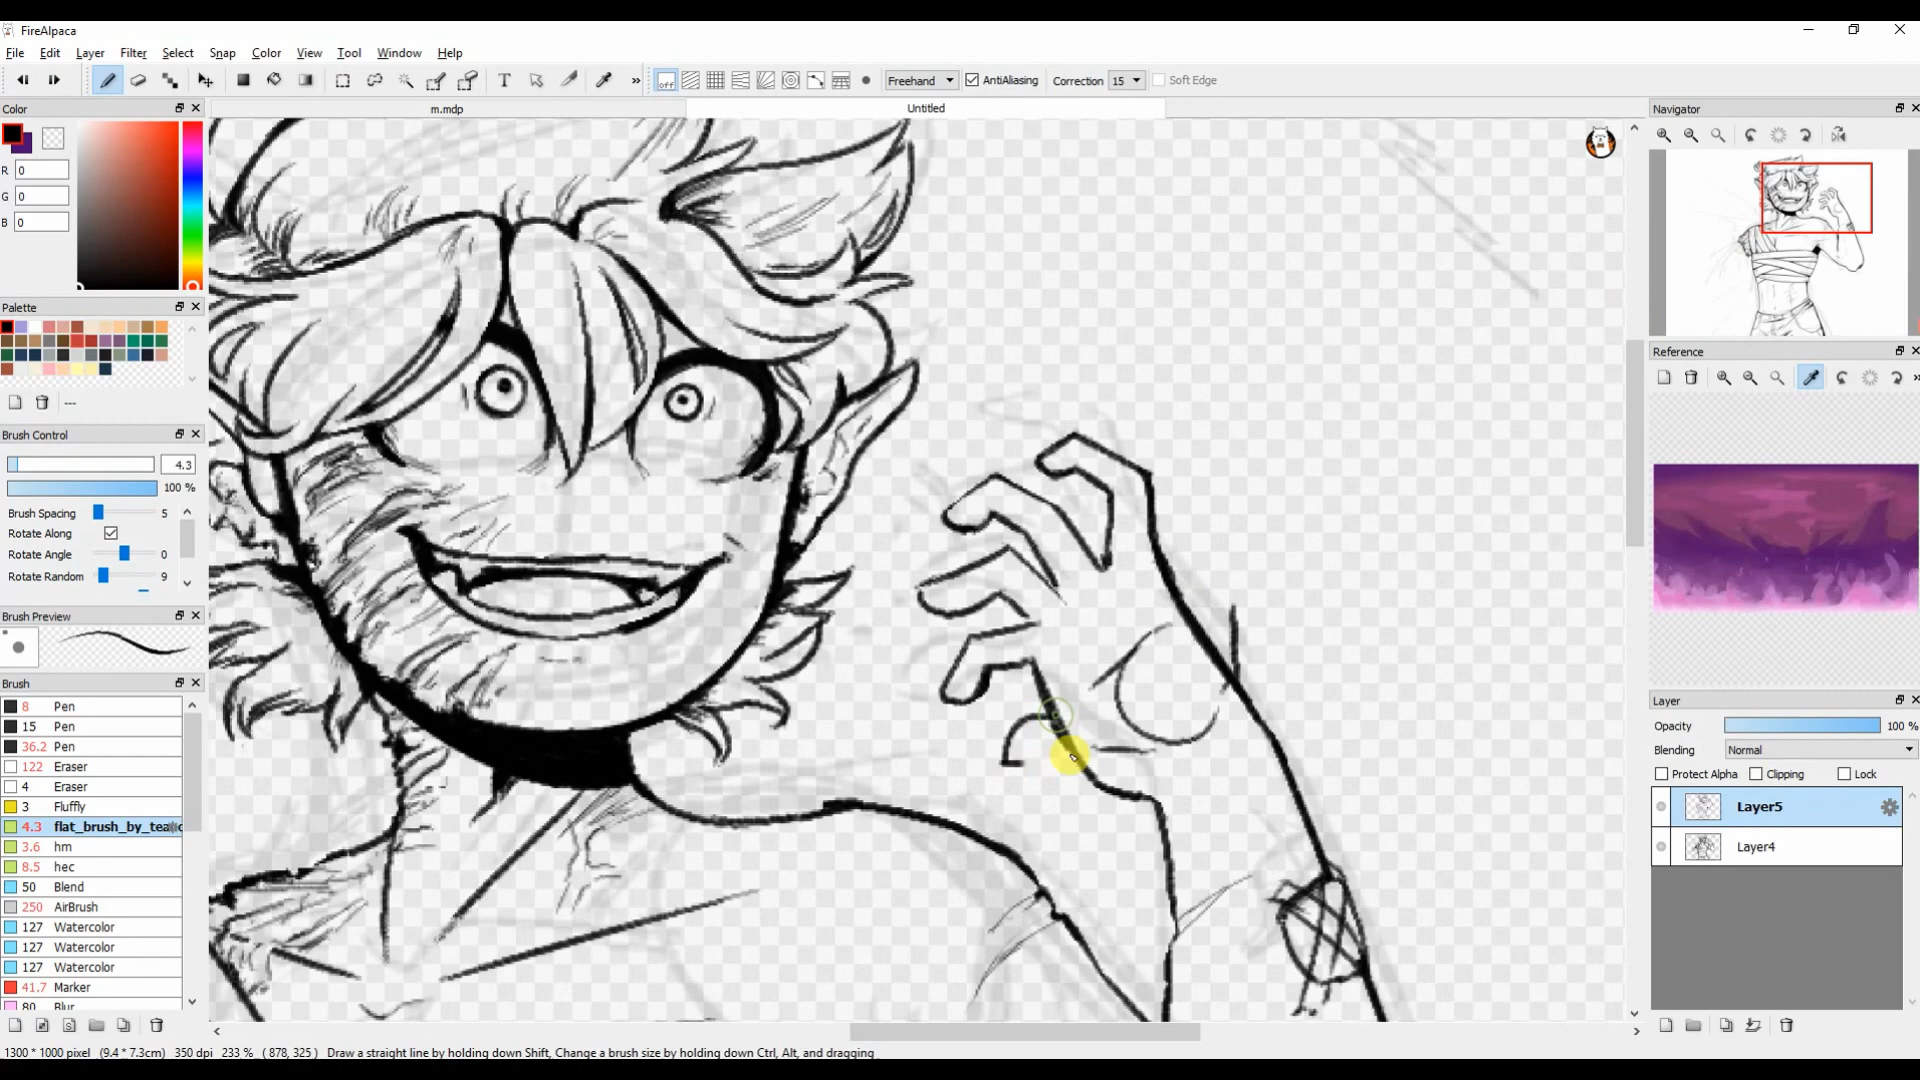 FireAlpaca
File Edit Layer Filter Select Snap Color View Tool Window Help
off Freehand AntiAliasing Correction 15 Soft Edge
Color
m.mdp
Untitled
Navigator
R 0
G 0
B 0
Palette
Reference
---
Brush Control
4.3
100 %
Brush Spacing 5
Rotate Along
Rotate Angle 0
Rotate Random 9
Brush Preview
Brush
8 Pen
15 Pen
36.2 Pen
122 Eraser
4 Eraser
3 Fluffly
4.3 flat_brush_by_tea
3.6 hm
8.5 hec
50 Blend
250 AirBrush
127 Watercolor
127 Watercolor
127 Watercolor
41.7 Marker
80 Blur
Layer
Opacity 100 %
Blending Normal
Protect Alpha Clipping Lock
Layer5
Layer4
1300 * 1000 pixel (9.4 * 7.3cm) 350 dpi 233 % ( 878, 325 ) Draw a straight line by holding down Shift, Change a brush size by holding down Ctrl, Alt, and dragging